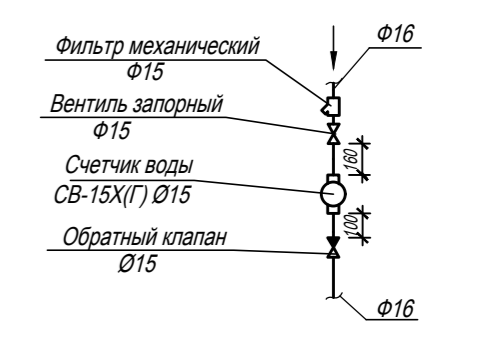 Фильтр механический
Ф15
Ф16
Вентиль запорный
Ф15
160
Счетчик воды
СВ-15Х(Г) Ø15
100
Обратный клапан
Ø15
Ф16